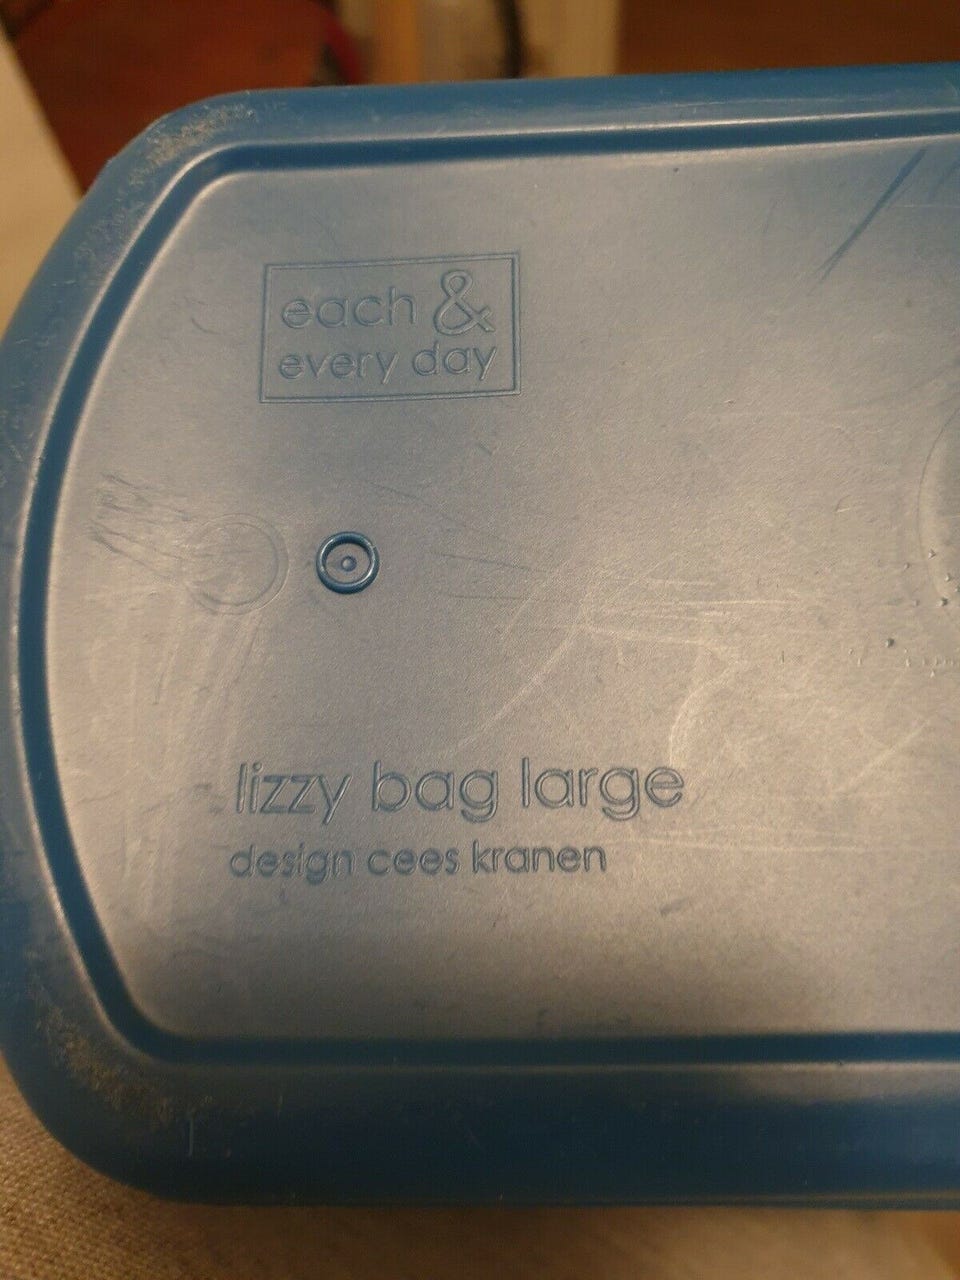 each &
every day
lizzy bag large
design cees kranen